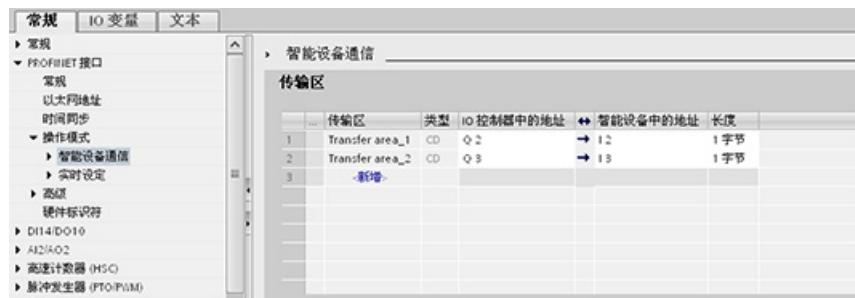 常规 IO 变量 文本
常规
PROFINET 接口
常规
以太网地址
时间同步
操作模式
智能设备通信
实时设定
高级
硬件标识符
DI14/DO10
AI2/AO2
高速计数器 (HSC)
脉冲发生器 (PTO/PWM)
智能设备通信
传输区
... 传输区 类型 IO 控制器中的地址 ↔ 智能设备中的地址 长度
1 Transfer area_1 CD Q 2 → I 2 1 字节
2 Transfer area_2 CD Q 3 → I 3 1 字节
3 <新增>